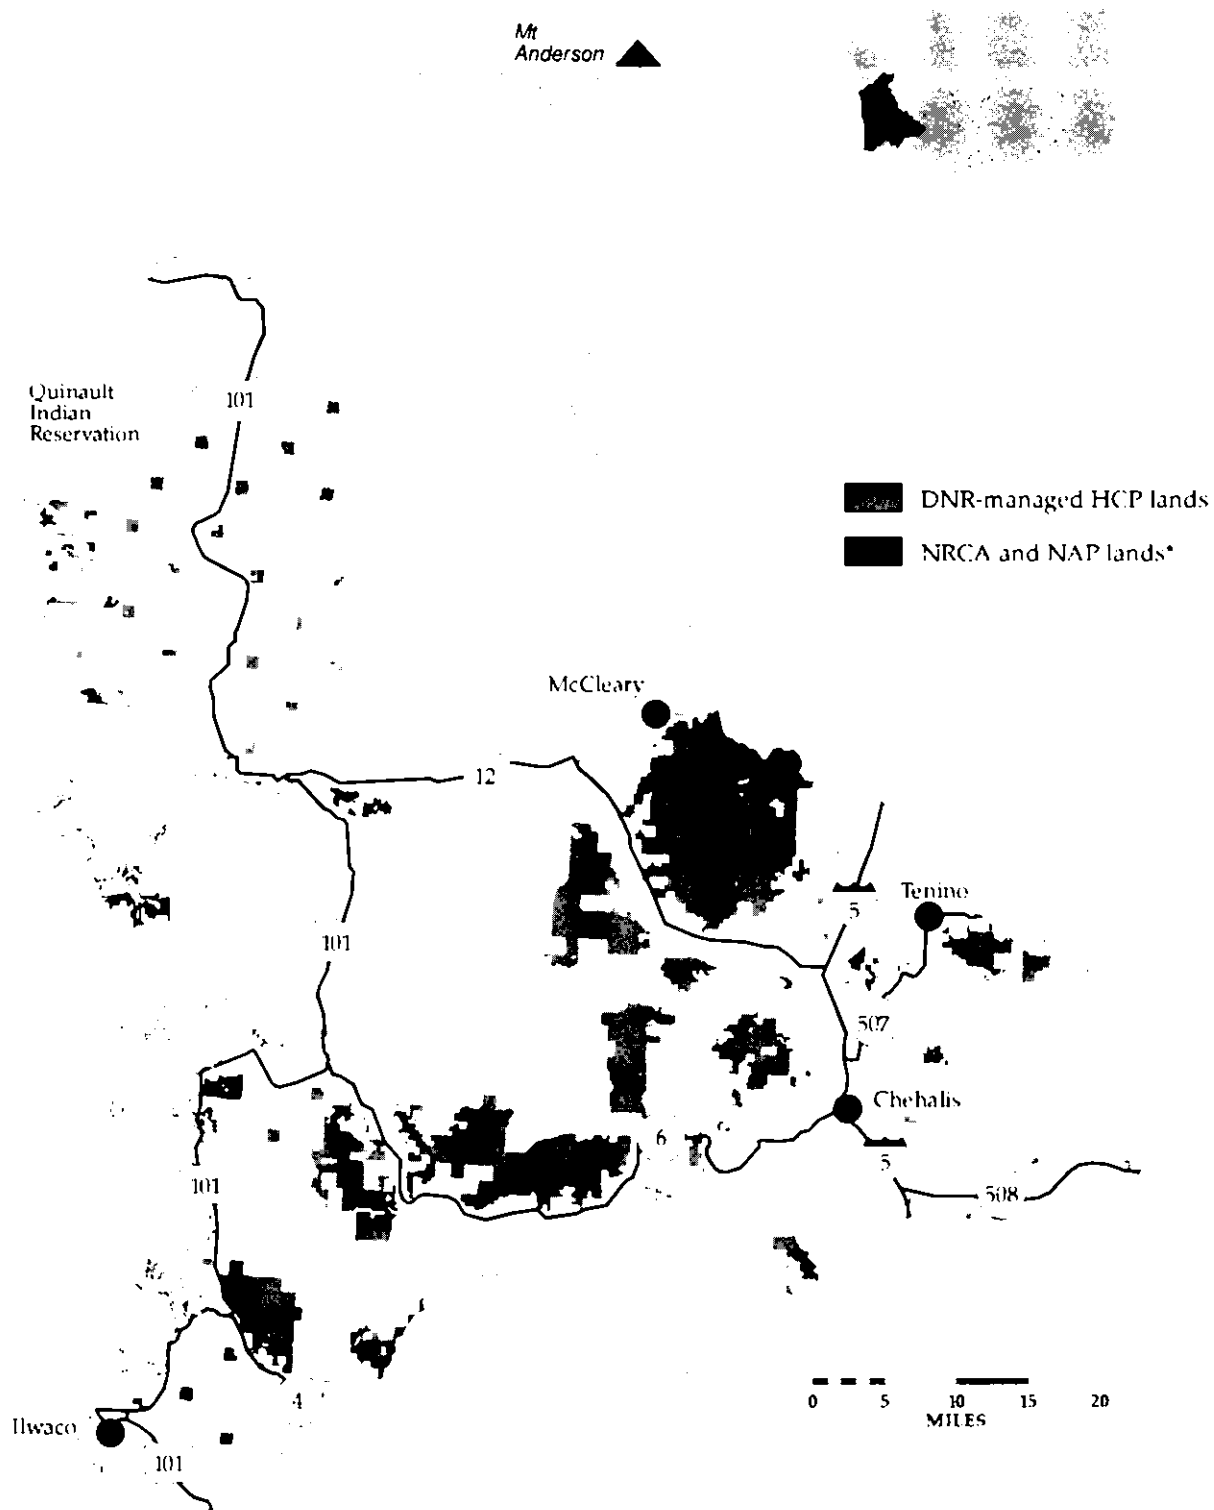 Mt
Anderson
101
Quinault
Indian
Reservation
DNR-managed HCP lands
NRCA and NAP lands*
McCleary
12
Tenino
5
101
507
Chehalis
6
5
101
508
4
0 5 10 15 20
MILES
Ilwaco
101